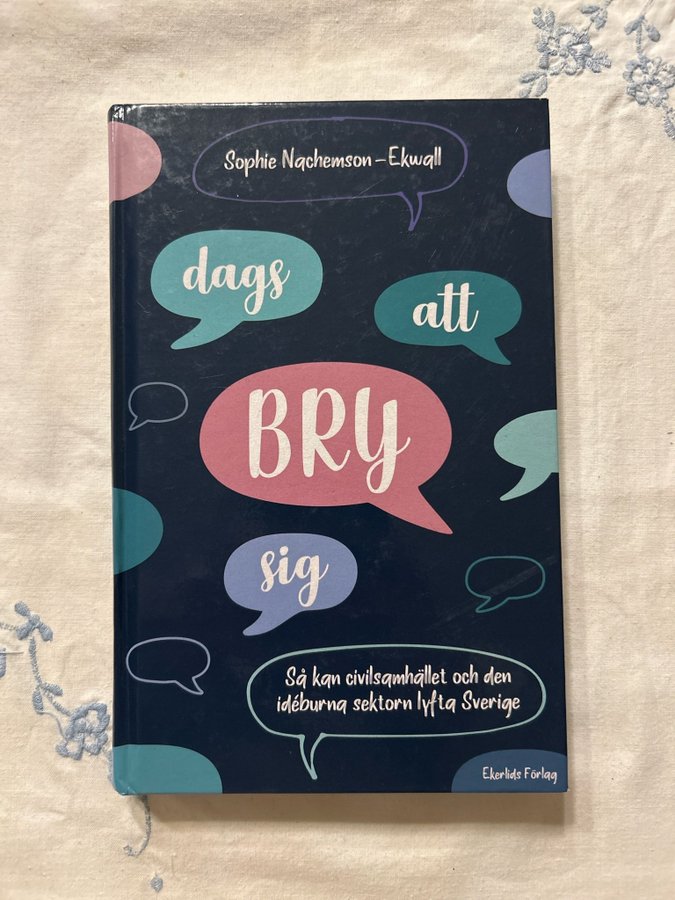 Sophie Nachemson-Ekwall
dags
att
BRY
sig
Så kan civilsamhället och den
idéburna sektorn lyfta Sverige
Ekerlids Förlag